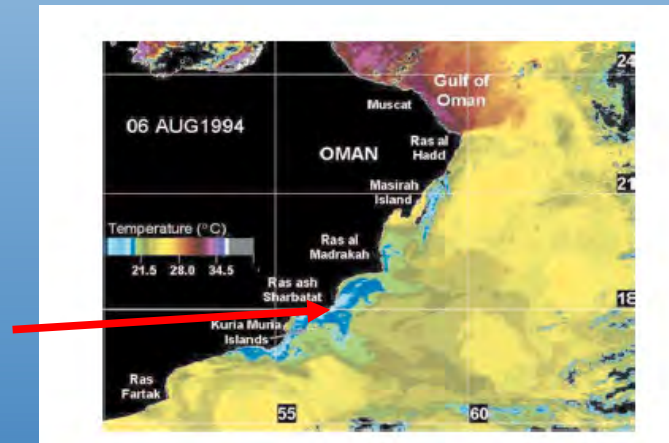 24
Gulf of
Oman
Muscat
06 AUG1994
OMAN
Ras al
Hadd
Masirah
Island
21
Temperature (°C)
21.5 28.0 34.5
Ras al
Madrakah
Ras ash
Sharbatat
18
Kuria Muria
Islands
Ras
Fartak
55
60